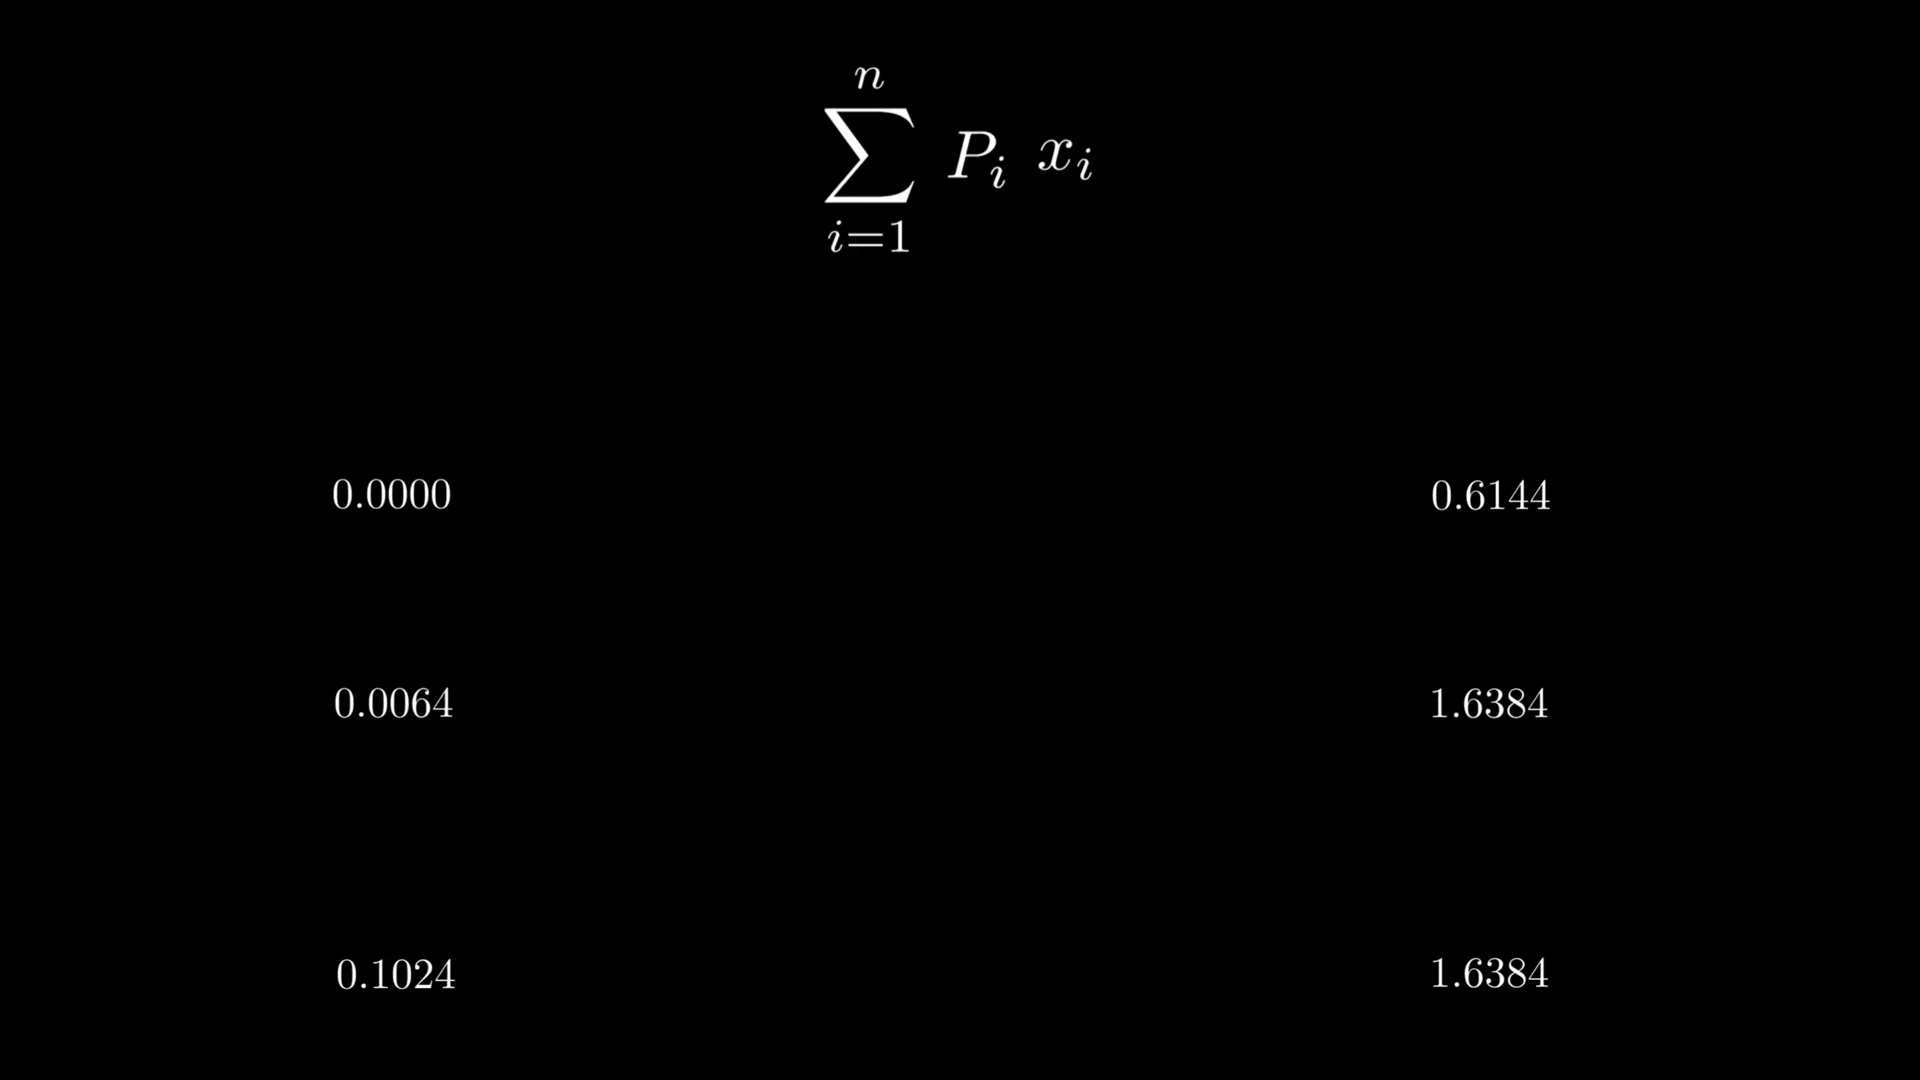 n
∑ P_i x_i
i=1
0.0000 0.6144
0.0064 1.6384
0.1024 1.6384